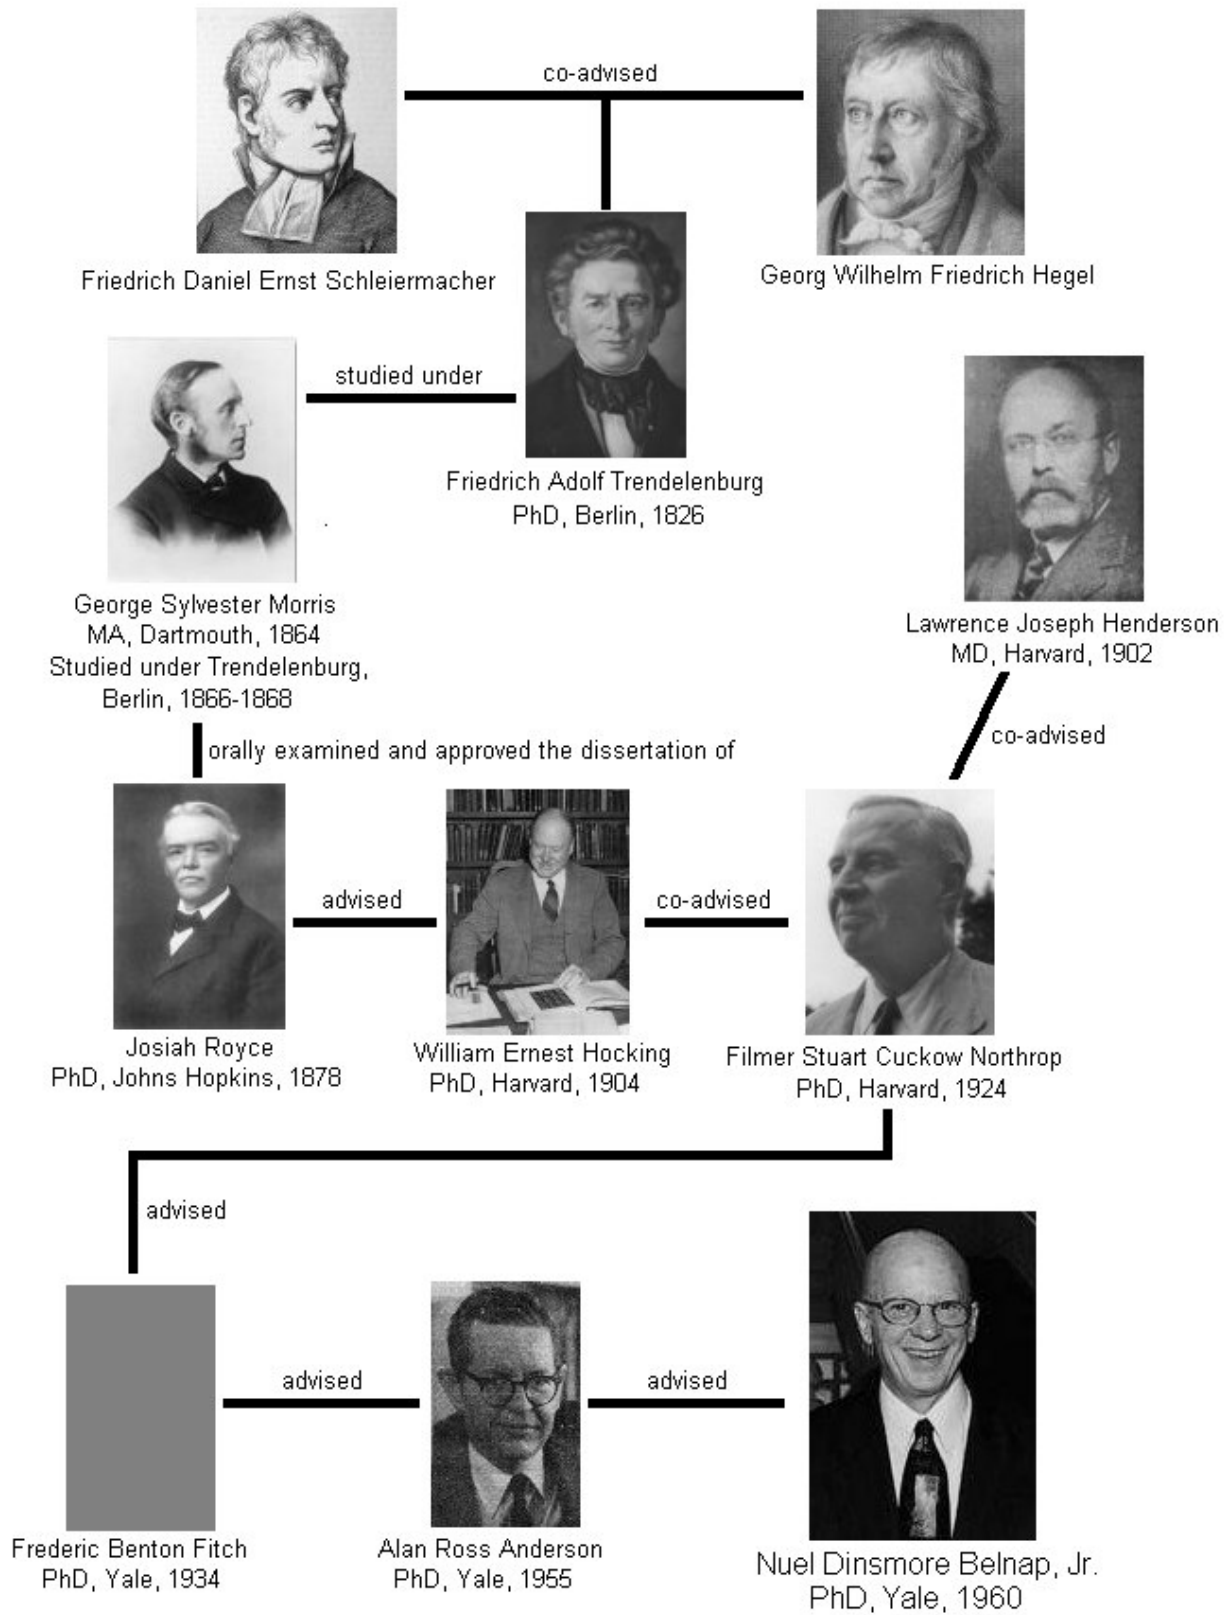 co-advised
Friedrich Daniel Ernst Schleiermacher
Georg Wilhelm Friedrich Hegel
studied under
Friedrich Adolf Trendelenburg
PhD, Berlin, 1826
George Sylvester Morris
MA, Dartmouth, 1864
Studied under Trendelenburg,
Berlin, 1866-1868
Lawrence Joseph Henderson
MD, Harvard, 1902
co-advised
orally examined and approved the dissertation of
advised
co-advised
Josiah Royce
PhD, Johns Hopkins, 1878
William Ernest Hocking
PhD, Harvard, 1904
Filmer Stuart Cuckow Northrop
PhD, Harvard, 1924
advised
advised
advised
Frederic Benton Fitch
PhD, Yale, 1934
Alan Ross Anderson
PhD, Yale, 1955
Nuel Dinsmore Belnap, Jr.
PhD, Yale, 1960